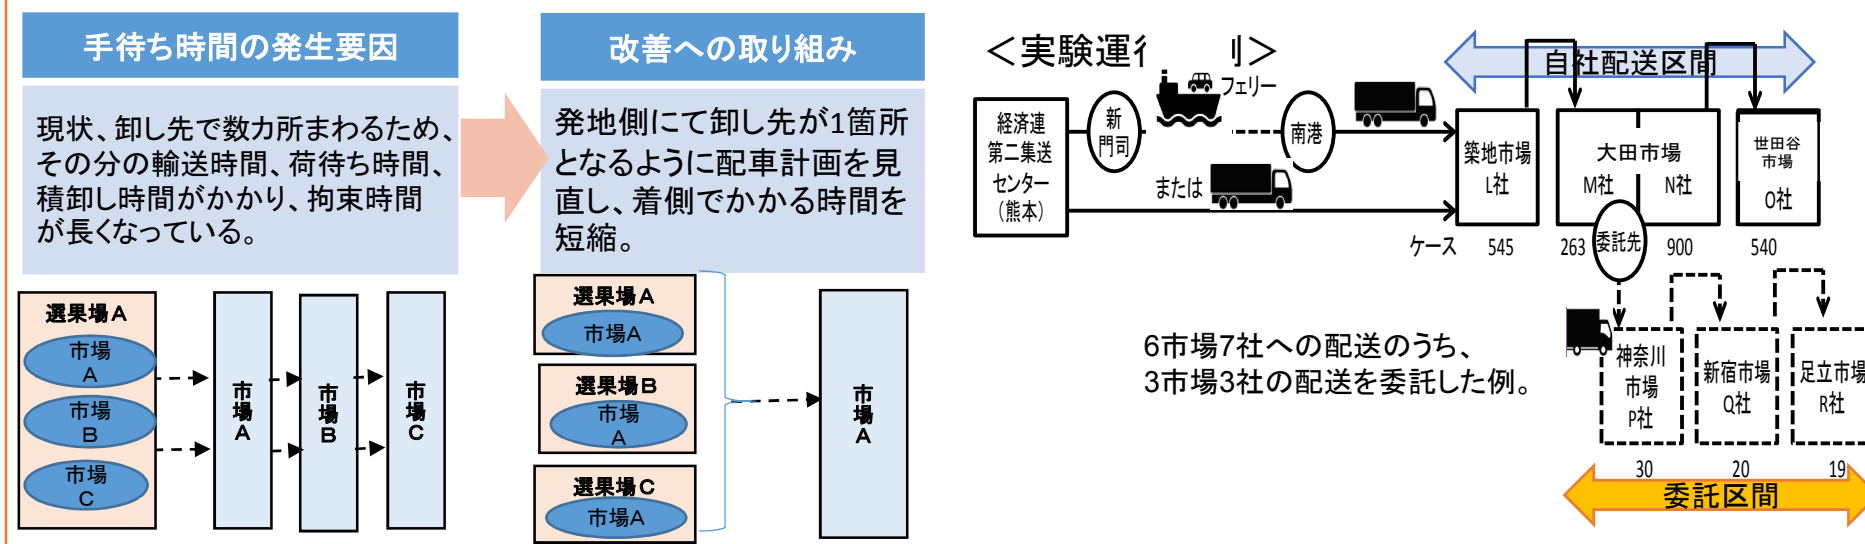 手待ち時間の発生要因
現状、卸し先で数カ所まわるため、
その分の輸送時間、荷待ち時間、
積卸し時間がかかり、拘束時間
が長くなっている。
選果場A
市場
A
市場
B
市場
C
市場A
市場B
市場C
改善への取り組み
発地側にて卸し先が1箇所
となるように配車計画を見
直し、着側でかかる時間を
短縮。
選果場A
市場A
選果場B
市場
A
選果場C
市場A
市場A
＜実験運行
＞
フェリー
経済連
第二集送
センター
（熊本）
新
門司
南港
または
自社配送区間
築地市場
L社
大田市場
M社
N社
世田谷
市場
O社
ケース
545
263
委託先
900
540
6市場7社への配送のうち、
3市場3社の配送を委託した例。
神奈川
市場
P社
新宿市場
Q社
足立市場
R社
30
20
19
委託区間